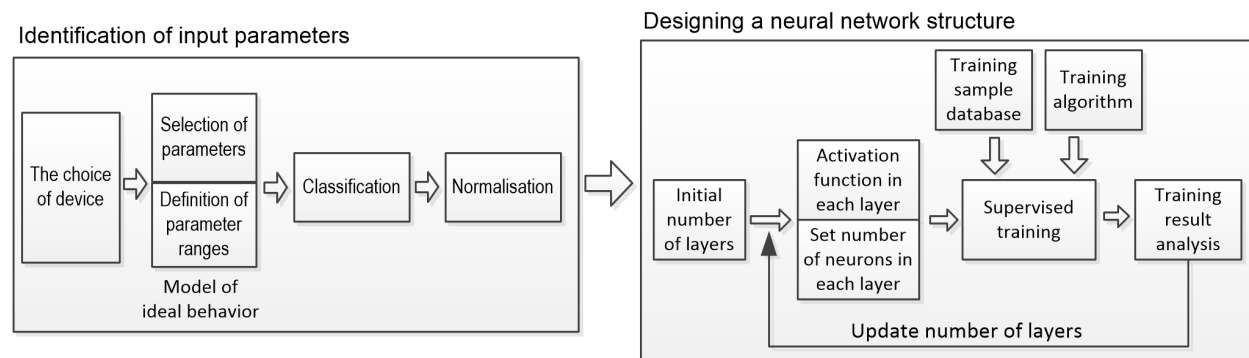 Identification of input parameters
The choice
of device
Selection of
parameters
Definition of
parameter
ranges
Model of
ideal behavior
Classification
Normalisation
Designing a neural network structure
Initial
number
of layers
Activation
function in
each layer
Set number
of neurons in
each layer
Training
sample
database
Training
algorithm
Supervised
training
Training
result
analysis
Update number of layers